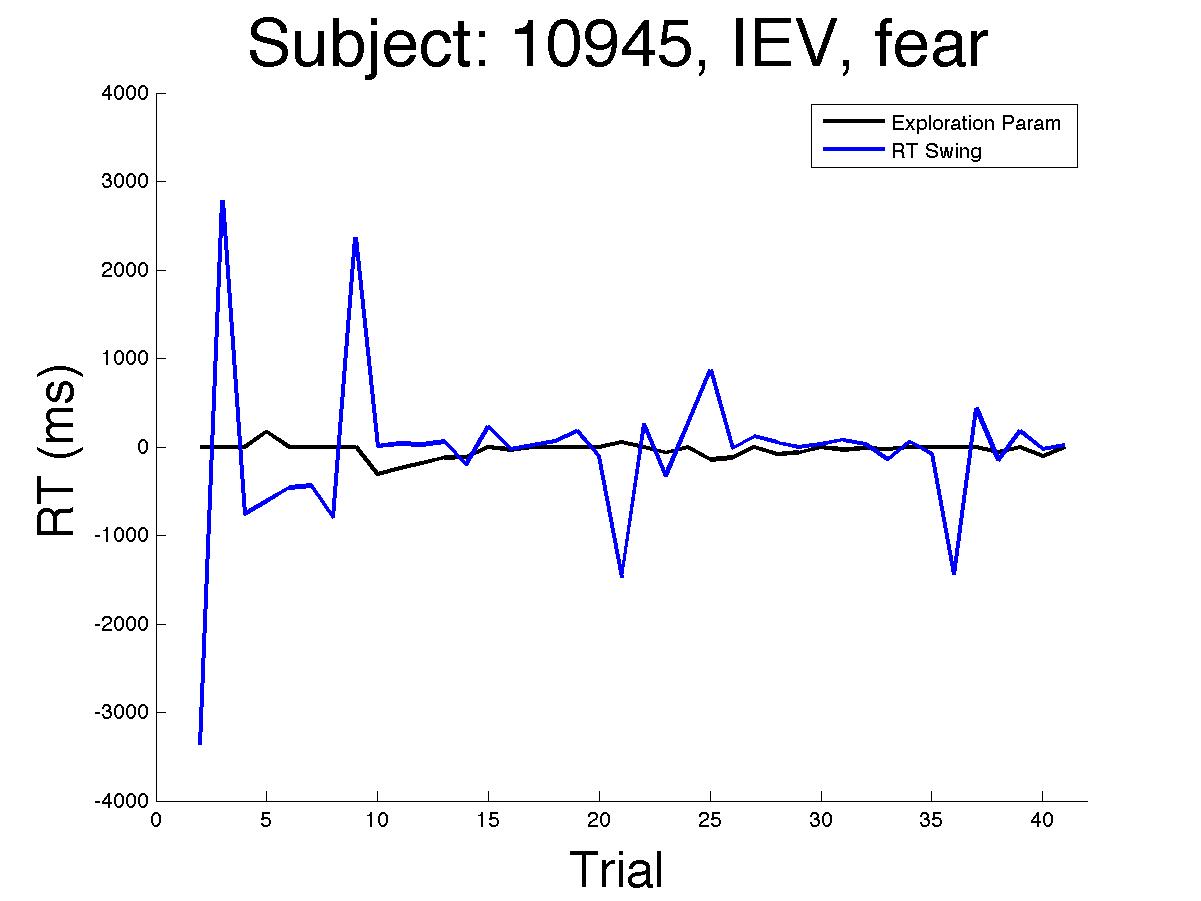 Subject: 10945, IEV, fear
Exploration Param
RT Swing
4000
3000
2000
1000
0
-1000
-2000
-3000
-4000
RT (ms)
0 5 10 15 20 25 30 35 40
Trial